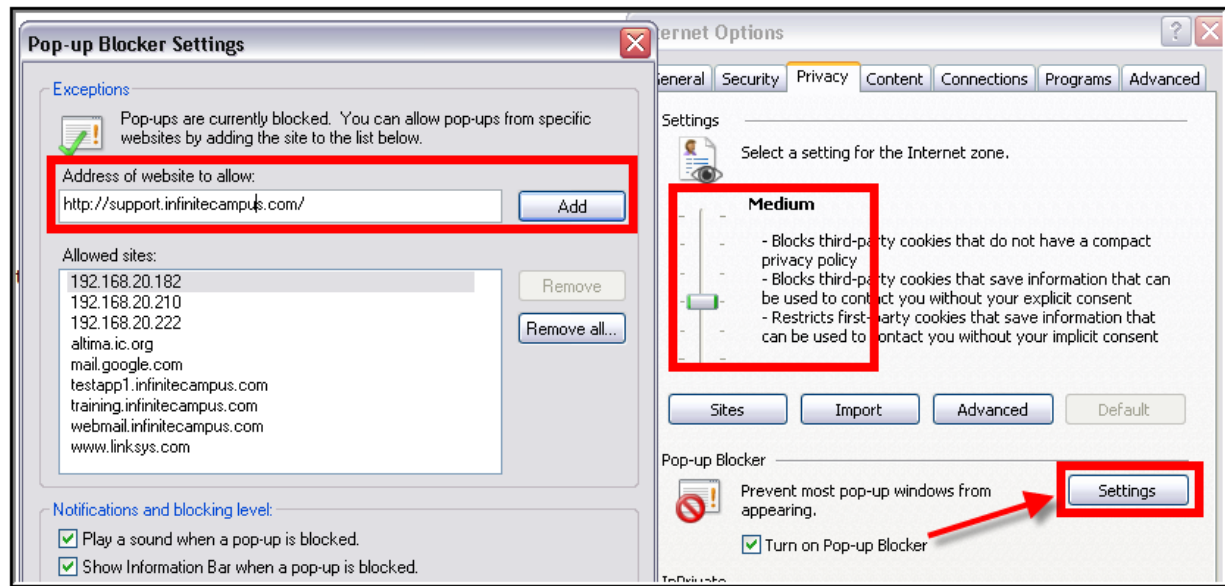 Pop-up Blocker Settings
Exceptions
Pop-ups are currently blocked. You can allow pop-ups from specific
websites by adding the site to the list below.
Address of website to allow:
http://support.infinitecampus.com/
Add
Allowed sites:
192.168.20.182
192.168.20.210
192.168.20.222
altima.ic.org
mail.google.com
testapp1.infinitecampus.com
training.infinitecampus.com
webmail.infinitecampus.com
www.linksys.com
Remove
Remove all...
Notifications and blocking level:
Play a sound when a pop-up is blocked.
Show Information Bar when a pop-up is blocked.
ternet Options
General Security Privacy Content Connections Programs Advanced
Settings
Select a setting for the Internet zone.
Medium
- Blocks third-party cookies that do not have a compact
privacy policy
- Blocks third-party cookies that save information that can
be used to contact you without your explicit consent
- Restricts first-party cookies that save information that
can be used to contact you without your implicit consent
Sites Import Advanced Default
Pop-up Blocker
Prevent most pop-up windows from
appearing.
Settings
Turn on Pop-up Blocker
InPrivate